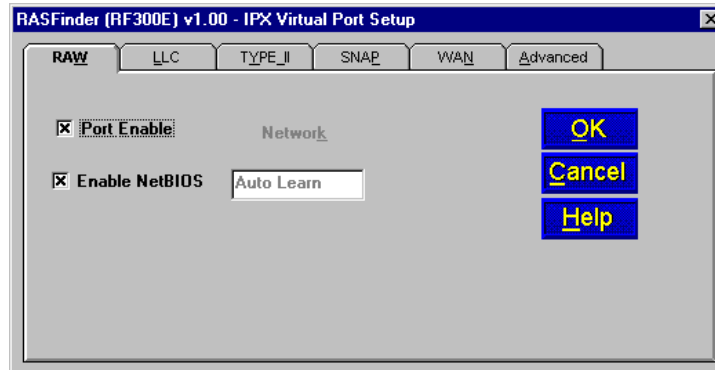 RASFinder (RF300E) v1.00 - IPX Virtual Port Setup
RAW LLC TYPE_II SNAP WAN Advanced
Port Enable Network OK
Enable NetBIOS Auto Learn Cancel
Help